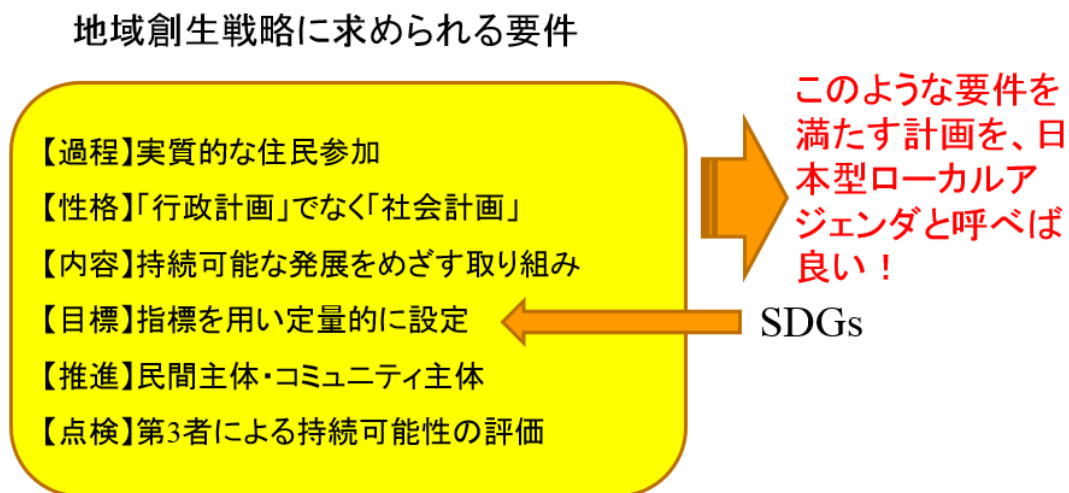 地域創生戦略に求められる要件
【過程】実質的な住民参加
【性格】「行政計画」でなく「社会計画」
【内容】持続可能な発展をめざす取り組み
【目標】指標を用い定量的に設定
【推進】民間主体・コミュニティ主体
【点検】第3者による持続可能性の評価
このような要件を
満たす計画を、日
本型ローカルア
ジェンダと呼べば
良い！
SDGs